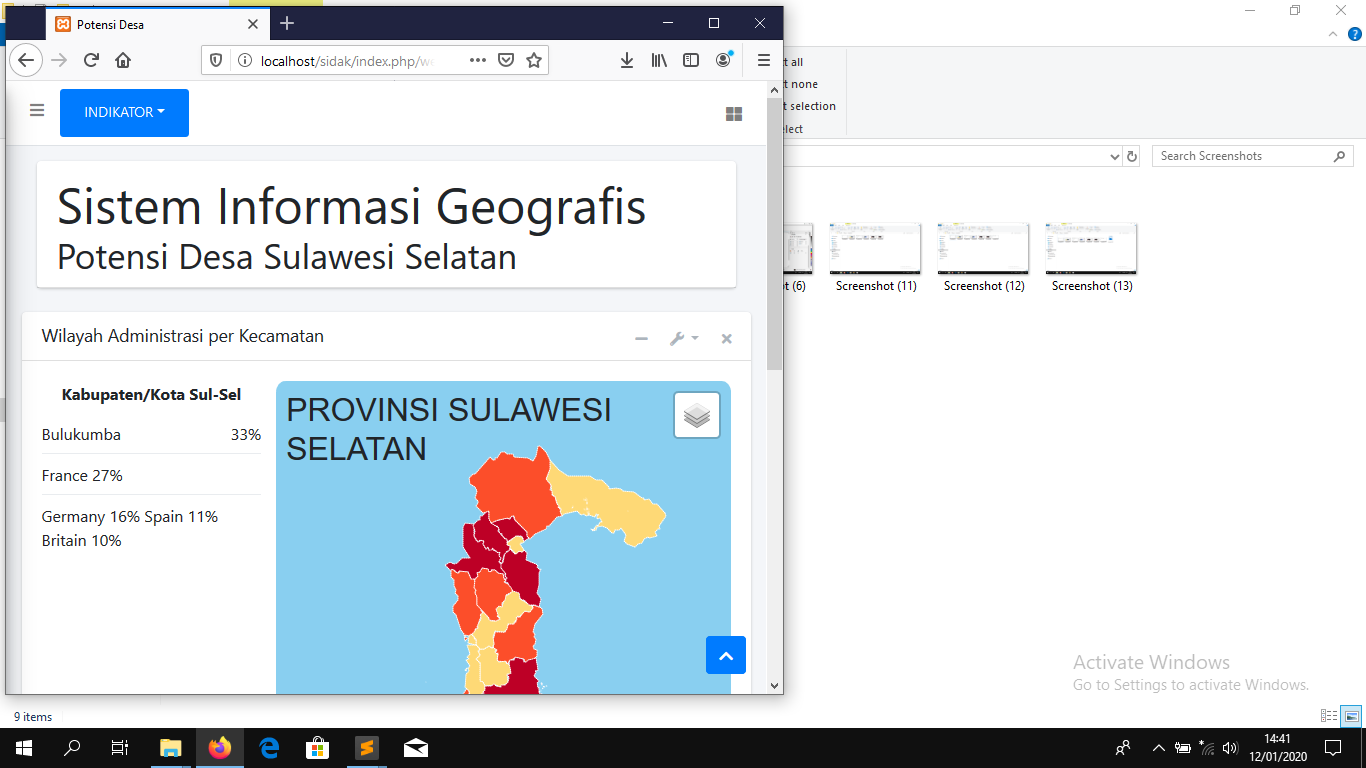 Potensi Desa
localhost/sidak/index.php/we
INDIKATOR
Sistem Informasi Geografis
Potensi Desa Sulawesi Selatan
Wilayah Administrasi per Kecamatan
Kabupaten/Kota Sul-Sel
Bulukumba 33%
France 27%
Germany 16% Spain 11%
Britain 10%
PROVINSI SULAWESI
SELATAN
t all
t none
t selection
lect
Search Screenshots
t (6)
Screenshot (11)
Screenshot (12)
Screenshot (13)
Activate Windows
Go to Settings to activate Windows.
9 items
14:41
12/01/2020